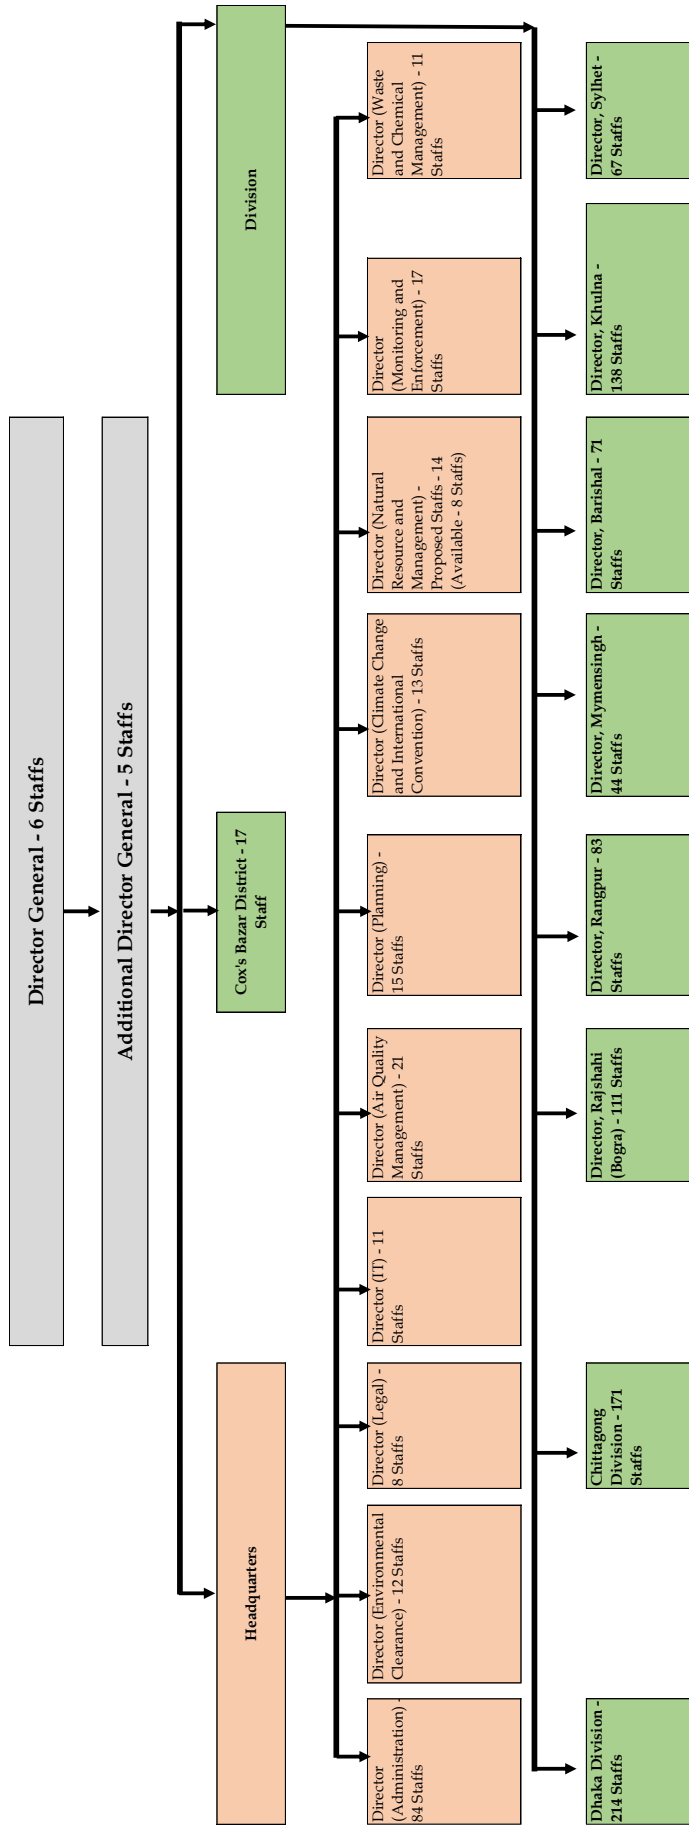 Director General - 6 Staffs
Additional Director General - 5 Staffs
Headquarters
Cox's Bazar District - 17
Staff
Division
Director
(Administration) -
84 Staffs
Director (Environmental
Clearance) - 12 Staffs
Director (Legal) -
8 Staffs
Director (IT) - 11
Staffs
Director (Air Quality
Management) - 21
Staffs
Director (Planning) -
15 Staffs
Director (Climate Change
and International
Convention) - 13 Staffs
Director (Natural
Resource and
Management) -
Proposed Staffs - 14
(Available - 8 Staffs)
Director
(Monitoring and
Enforcement) - 17
Staffs
Director (Waste
and Chemical
Management) - 11
Staffs
Dhaka Division -
214 Staffs
Chittagong
Division - 171
Staffs
Director, Rajshahi
(Bogra) - 111 Staffs
Director, Rangpur - 83
Staffs
Director, Mymensingh -
44 Staffs
Director, Barishal - 71
Staffs
Director, Khulna -
138 Staffs
Director, Sylhet -
67 Staffs